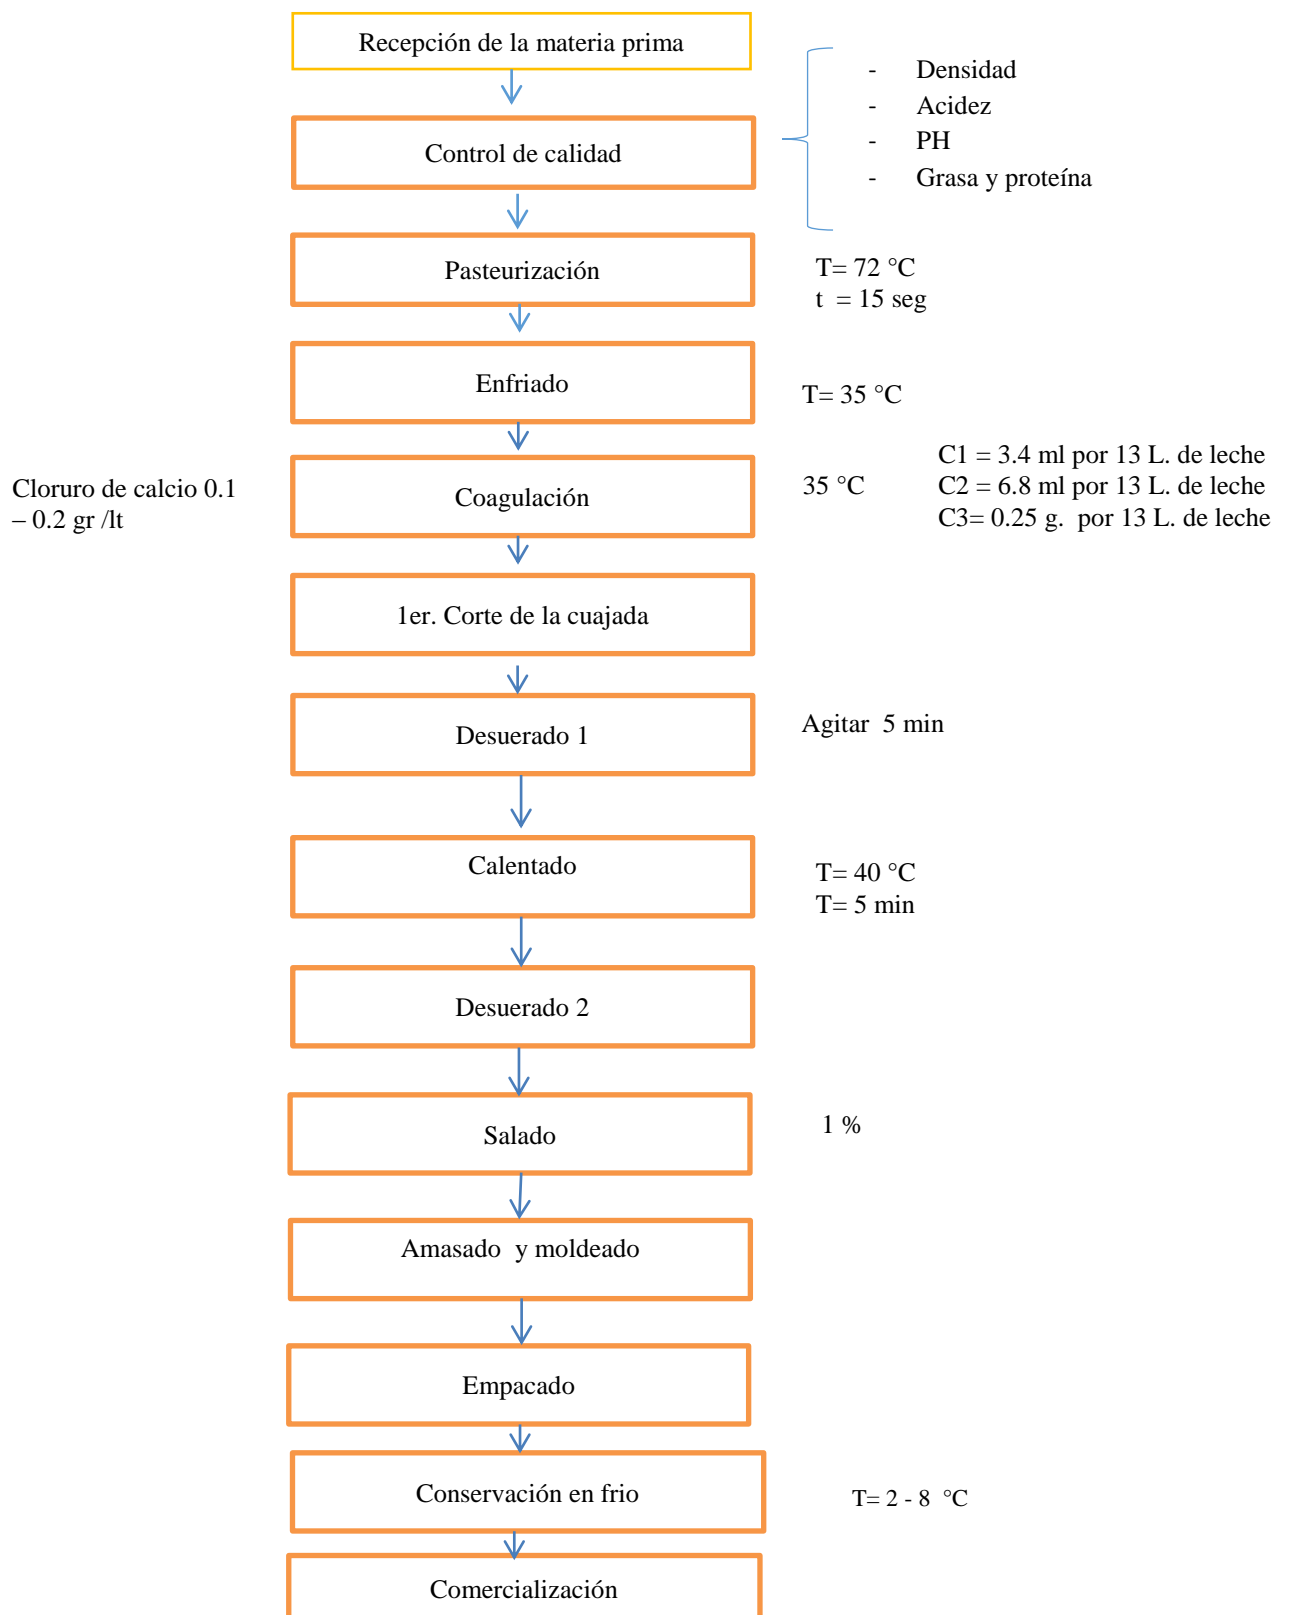 Recepción de la materia prima
- Densidad
- Acidez
- PH
- Grasa y proteína
Control de calidad
Pasteurización
T= 72 °C
t = 15 seg
Enfriado
T= 35 °C
Cloruro de calcio 0.1
– 0.2 gr /lt
Coagulación
35 °C
C1 = 3.4 ml por 13 L. de leche
C2 = 6.8 ml por 13 L. de leche
C3= 0.25 g. por 13 L. de leche
1er. Corte de la cuajada
Desuerado 1
Agitar 5 min
Calentado
T= 40 °C
T= 5 min
Desuerado 2
Salado
1 %
Amasado y moldeado
Empacado
Conservación en frio
T= 2 - 8 °C
Comercialización